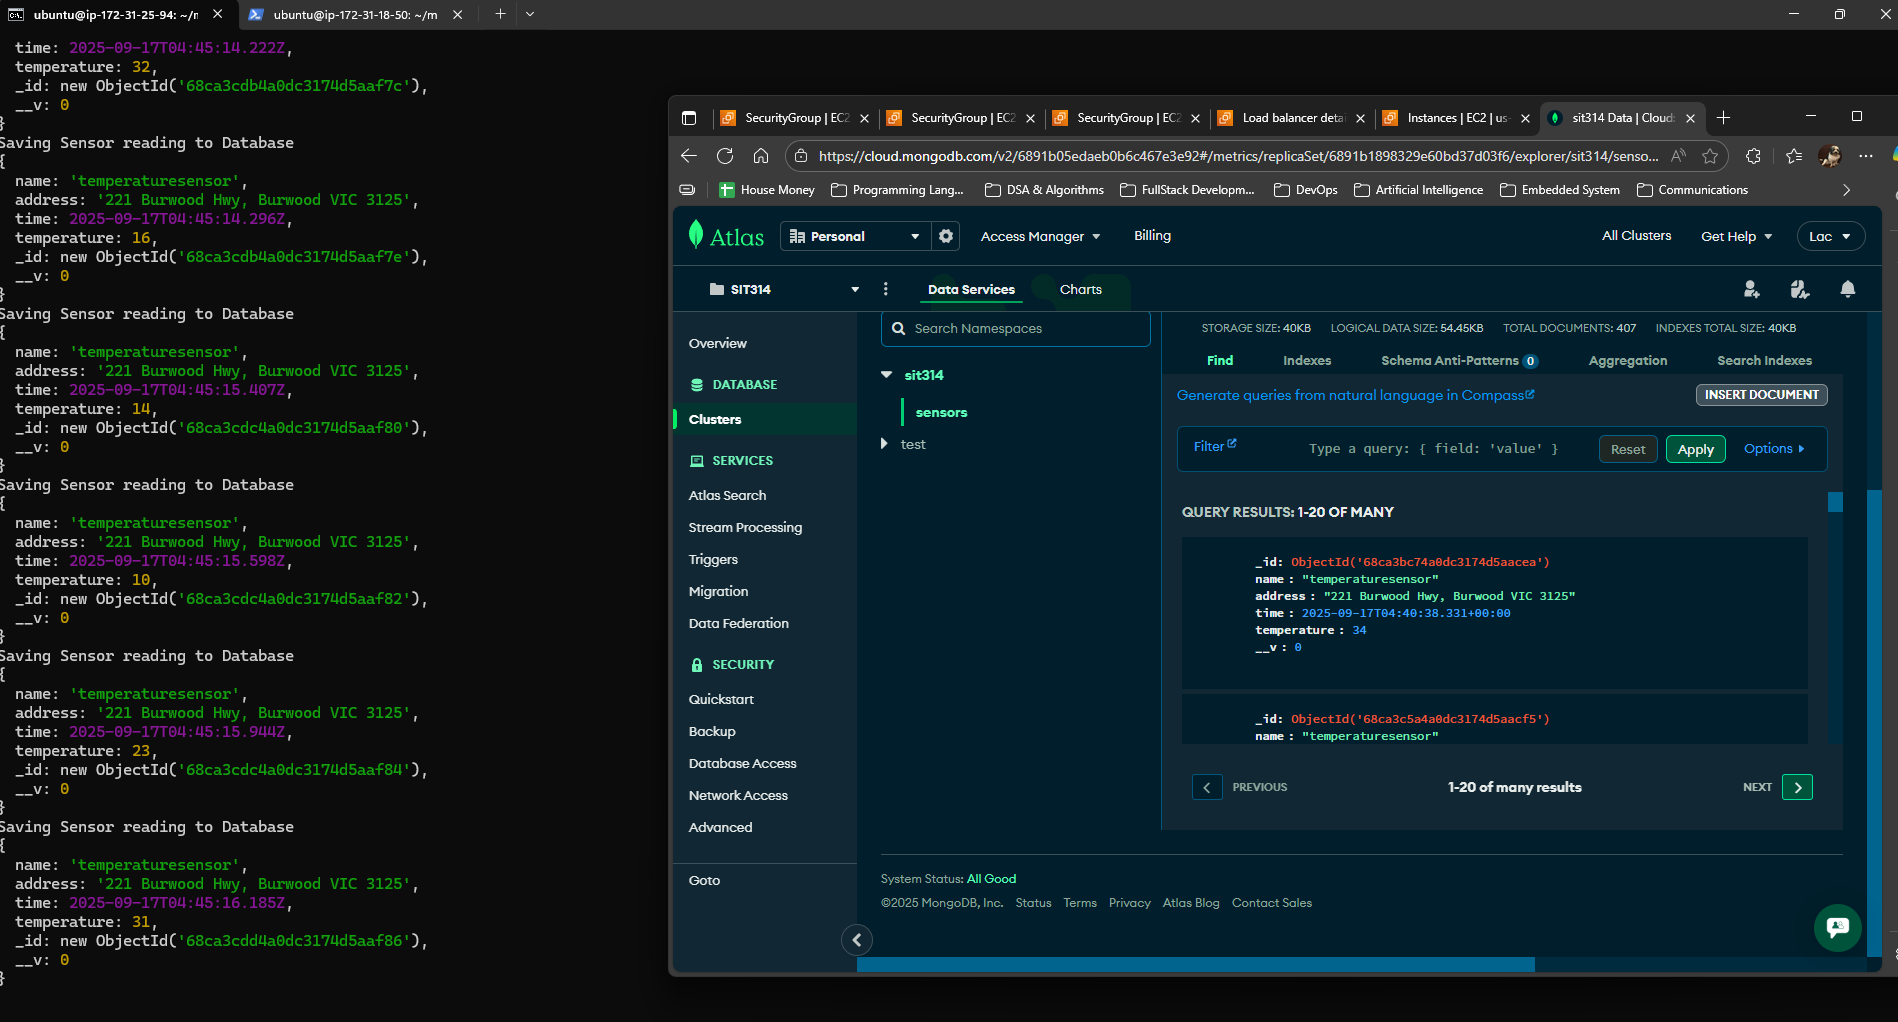 ubuntu@ip-172-31-25-94: ~/n
ubuntu@ip-172-31-18-50: ~/m
time: 2025-09-17T04:45:14.222Z,
temperature: 32,
_id: new ObjectId('68ca3cdb4a0dc3174d5aaf7c'),
__v: 0
}
Saving Sensor reading to Database
{
name: 'temperaturesensor',
address: '221 Burwood Hwy, Burwood VIC 3125',
time: 2025-09-17T04:45:14.296Z,
temperature: 16,
_id: new ObjectId('68ca3cdb4a0dc3174d5aaf7e'),
__v: 0
}
Saving Sensor reading to Database
{
name: 'temperaturesensor',
address: '221 Burwood Hwy, Burwood VIC 3125',
time: 2025-09-17T04:45:15.407Z,
temperature: 14,
_id: new ObjectId('68ca3cdc4a0dc3174d5aaf80'),
__v: 0
}
Saving Sensor reading to Database
{
name: 'temperaturesensor',
address: '221 Burwood Hwy, Burwood VIC 3125',
time: 2025-09-17T04:45:15.598Z,
temperature: 10,
_id: new ObjectId('68ca3cdc4a0dc3174d5aaf82'),
__v: 0
}
Saving Sensor reading to Database
{
name: 'temperaturesensor',
address: '221 Burwood Hwy, Burwood VIC 3125',
time: 2025-09-17T04:45:15.944Z,
temperature: 23,
_id: new ObjectId('68ca3cdc4a0dc3174d5aaf84'),
__v: 0
}
Saving Sensor reading to Database
{
name: 'temperaturesensor',
address: '221 Burwood Hwy, Burwood VIC 3125',
time: 2025-09-17T04:45:16.185Z,
temperature: 31,
_id: new ObjectId('68ca3cdd4a0dc3174d5aaf86'),
__v: 0
}
SecurityGroup | EC2
SecurityGroup | EC2
SecurityGroup | EC2
Load balancer detai
Instances | EC2 | us-
sit314 Data | Cloud:
https://cloud.mongodb.com/v2/6891b05edaeb0b6c467e3e92#/metrics/replicaSet/6891b1898329e60bd37d03f6/explorer/sit314/senso...
House Money
Programming Lang...
DSA & Algorithms
FullStack Developm...
DevOps
Artificial Intelligence
Embedded System
Communications
Atlas
Personal
Access Manager
Billing
All Clusters
Get Help
Lac
SIT314
Data Services
Charts
Overview
DATABASE
Clusters
SERVICES
Atlas Search
Stream Processing
Triggers
Migration
Data Federation
SECURITY
Quickstart
Backup
Database Access
Network Access
Advanced
Goto
Search Namespaces
sit314
sensors
test
STORAGE SIZE: 40KB LOGICAL DATA SIZE: 54.45KB TOTAL DOCUMENTS: 407 INDEXES TOTAL SIZE: 40KB
Find
Indexes
Schema Anti-Patterns 0
Aggregation
Search Indexes
Generate queries from natural language in Compass
INSERT DOCUMENT
Filter
Type a query: { field: 'value' }
Reset
Apply
Options
QUERY RESULTS: 1-20 OF MANY
_id: ObjectId('68ca3bc74a0dc3174d5aacea')
name : "temperaturesensor"
address : "221 Burwood Hwy, Burwood VIC 3125"
time : 2025-09-17T04:40:38.331+00:00
temperature : 34
__v : 0
_id: ObjectId('68ca3c5a4a0dc3174d5aacf5')
name : "temperaturesensor"
PREVIOUS
1-20 of many results
NEXT
System Status: All Good
©2025 MongoDB, Inc. Status Terms Privacy Atlas Blog Contact Sales